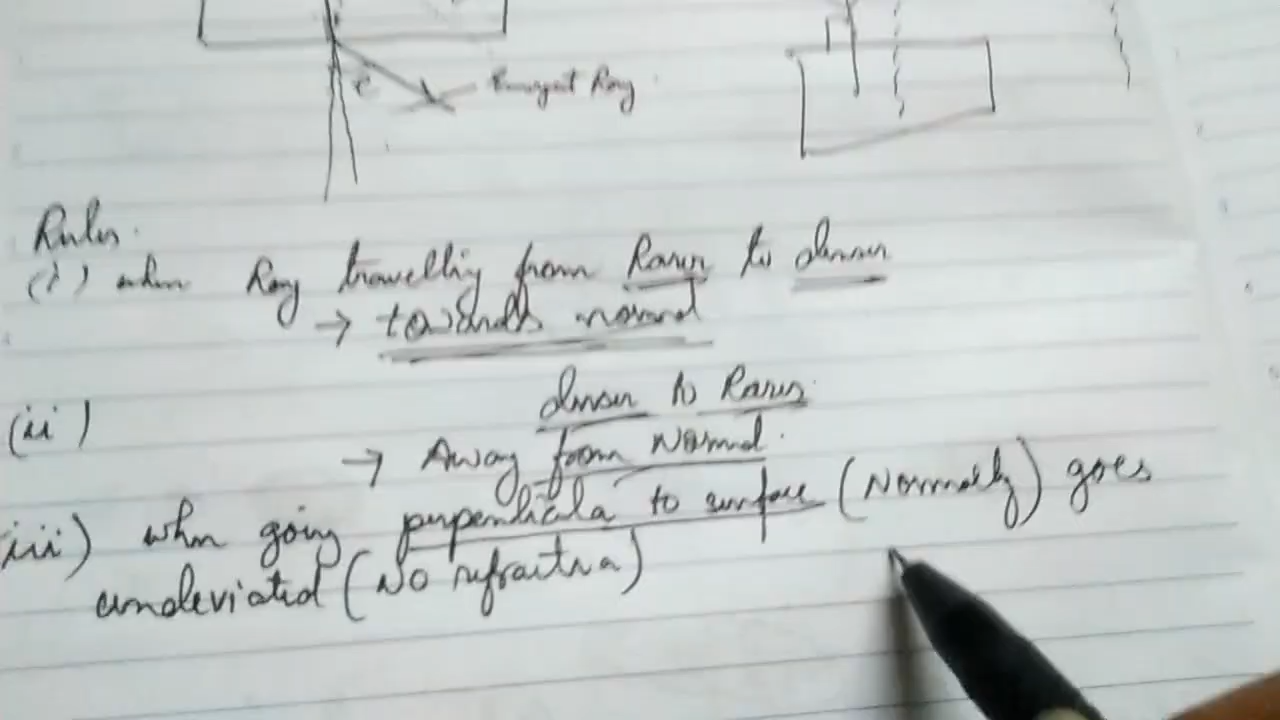 e
Emergent Ray
Rules.
(i) when Ray travelling from Rarer to denser
→ towards normal
(ii) denser to Rarer.
→ Away from Normal.
iii) when going perpendicula to surface (Normally) goes
undeviated (No refraction)